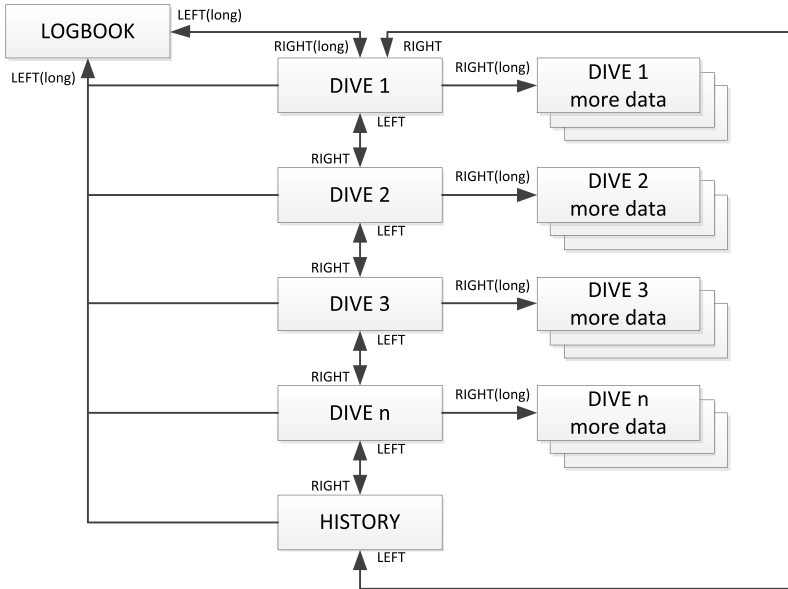 LOGBOOK
LEFT(long)
RIGHT(long)
RIGHT
LEFT(long)
DIVE 1
RIGHT(long)
DIVE 1
more data
LEFT
RIGHT
DIVE 2
RIGHT(long)
DIVE 2
more data
LEFT
RIGHT
DIVE 3
RIGHT(long)
DIVE 3
more data
LEFT
RIGHT
DIVE n
RIGHT(long)
DIVE n
more data
LEFT
RIGHT
HISTORY
LEFT